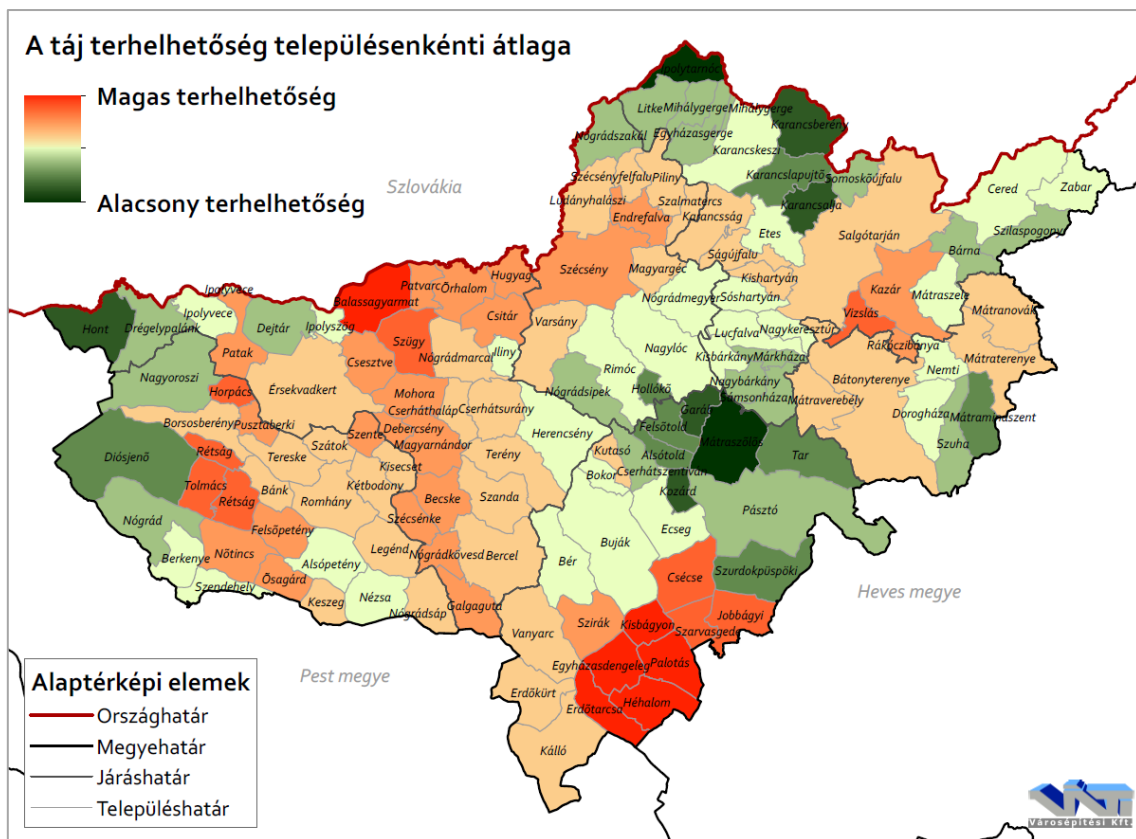 A táj terhelhetőség településenkénti átlaga
Magas terhelhetőség
Alacsony terhelhetőség
Szlovákia
Ipolytarnóc
Litke
Mihálygerge
Mihálygerge
Karancsberény
Nógrádszakál
Egyházasgerge
Karancskeszi
Karancslapujtő
Somoskőújfalu
Cered
Zabar
Szécsényfelfalu
Piliny
Ludányhalászi
Szalmatercs
Karancsság
Karancsalja
Endrefalva
Etes
Salgótarján
Szilaspogony
Bárna
Ságújfalu
Szécsény
Magyargéc
Kishartyán
Hugyag
Patvarc
Őrhalom
Balassagyarmat
Csitár
Nógrádmegyer
Sóshartyán
Kazár
Mátraszele
Mátranovák
Ipolyvece
Ipolyvece
Hont
Drégelypalánk
Dejtár
Ipolyszög
Varsány
Vizslás
Lucfalva
Nagykeresztúr
Rákóczibánya
Szügy
Nógrádmarcal
Iliny
Nagylóc
Kisbárkány
Márkháza
Mátraterenye
Patak
Csesztve
Nagyoroszi
Rimóc
Nemti
Bátonyterenye
Nagybárkány
Sámsonháza
Mátraverebély
Horpács
Érsekvadkert
Mohora
Nógrádsipek
Hollókő
Garáb
Dorogháza
Mátramindszent
Cserháthaláp
Cserhátsurány
Borsosberény
Pusztaberki
Debercsény
Felsőtold
Szente
Szátok
Magyarnándor
Herencsény
Mátraszőlős
Szuha
Rétság
Tereske
Terény
Kutasó
Alsótold
Tar
Diósjenő
Kisecset
Cserhátszentiván
Bokor
Tolmács
Rétság
Bánk
Romhány
Kétbodony
Becske
Szanda
Kozárd
Nógrád
Szécsénke
Pásztó
Felsőpetény
Ecseg
Buják
Nőtincs
Legénd
Nógrádkövesd
Bercel
Berkenye
Alsópetény
Bér
Csécse
Szurdokpüspöki
Szendehely
Ősagárd
Keszeg
Nézsa
Nógrádsáp
Galgaguta
Heves megye
Jobbágyi
Szirák
Kisbágyon
Szarvasgede
Vanyarc
Egyházasdengeleg
Palotás
Pest megye
Erdőkürt
Erdőtarcsa
Héhalom
Kálló
Alaptérképi elemek
Országhatár
Megyehatár
Járáshatár
Településhatár
VÁTI
Városépítési Kft.